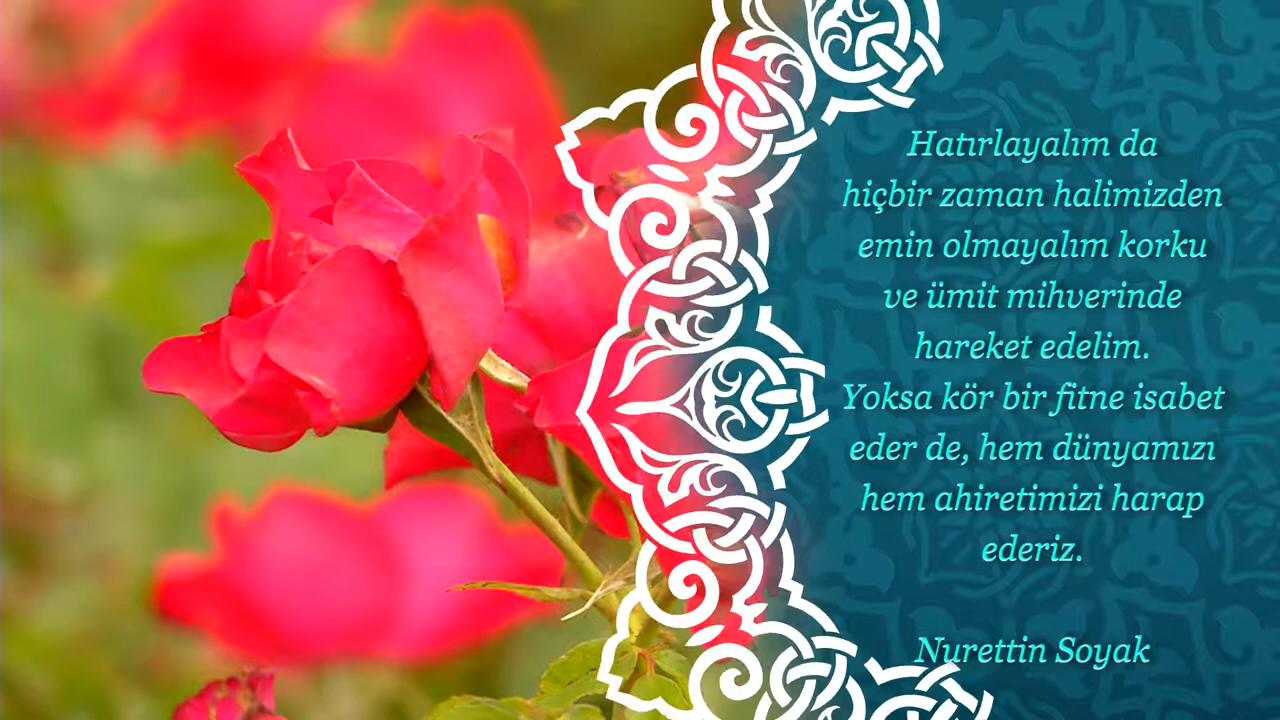 Hatırlayalım da
hiçbir zaman halimizden
emin olmayalım korku
ve ümit mihverinde
hareket edelim.
Yoksa kör bir fitne isabet
eder de, hem dünyamızı
hem ahiretimizi harap
ederiz.
Nurettin Soyak